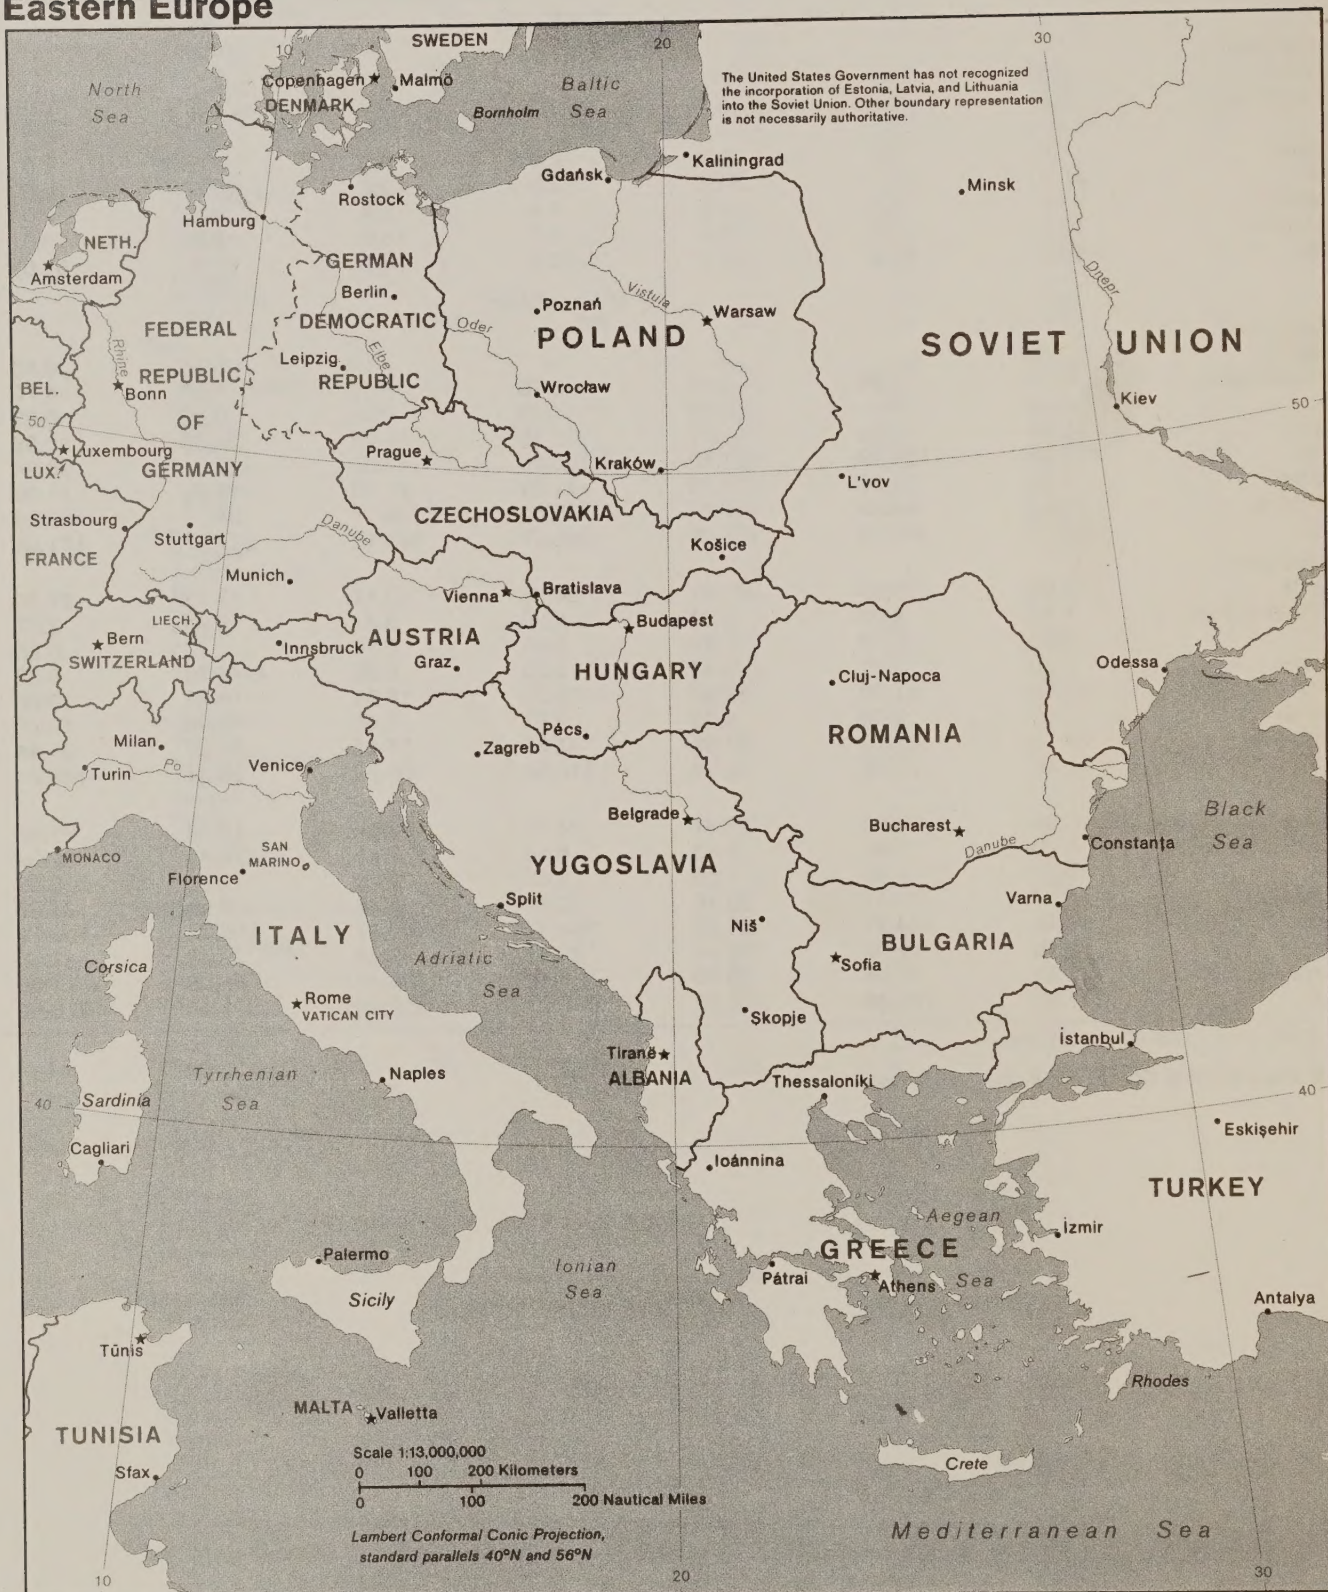 Eastern Europe
10
SWEDEN
20
30
North
Sea
Copenhagen
Malmö
DENMARK
Bornholm
Baltic
Sea
The United States Government has not recognized
the incorporation of Estonia, Latvia, and Lithuania
into the Soviet Union. Other boundary representation
is not necessarily authoritative.
Kaliningrad
Gdańsk
Minsk
Rostock
Hamburg
NETH.
Amsterdam
GERMAN
Berlin
DEMOCRATIC
Leipzig
REPUBLIC
Elbe
Oder
Poznań
Vistula
Warsaw
POLAND
Wrocław
Dnepr
SOVIET UNION
Kiev
50
FEDERAL
REPUBLIC
OF
GERMANY
Rhine
Bonn
BEL.
50
Luxembourg
LUX.
Prague
Kraków
L'vov
CZECHOSLOVAKIA
Strasbourg
Stuttgart
Danube
FRANCE
Munich
Košice
Vienna
Bratislava
LIECH.
Bern
SWITZERLAND
Innsbruck
AUSTRIA
Graz
Budapest
HUNGARY
Cluj-Napoca
Odessa
ROMANIA
Pécs
Milan
Turin
Po
Venice
Zagreb
Belgrade
Bucharest
Danube
Constanța
Black
Sea
MONACO
SAN
MARINO
Florence
YUGOSLAVIA
Split
Niš
Varna
BULGARIA
Sofia
ITALY
Corsica
Adriatic
Sea
Rome
VATICAN CITY
Skopje
Tiranë
ALBANIA
İstanbul
Thessaloníki
Tyrrhenian
Sea
Naples
40
Sardinia
Cagliari
40
Eskişehir
Ioánnina
TURKEY
Aegean
Sea
İzmir
GREECE
Palermo
Sicily
Ionian
Sea
Pátrai
Athens
Antalya
Tūnis
Rhodes
MALTA
Valletta
TUNISIA
Sfax
Crete
Scale 1:13,000,000
0 100 200 Kilometers
0 100 200 Nautical Miles
Lambert Conformal Conic Projection,
standard parallels 40°N and 56°N
Mediterranean Sea
10
20
30